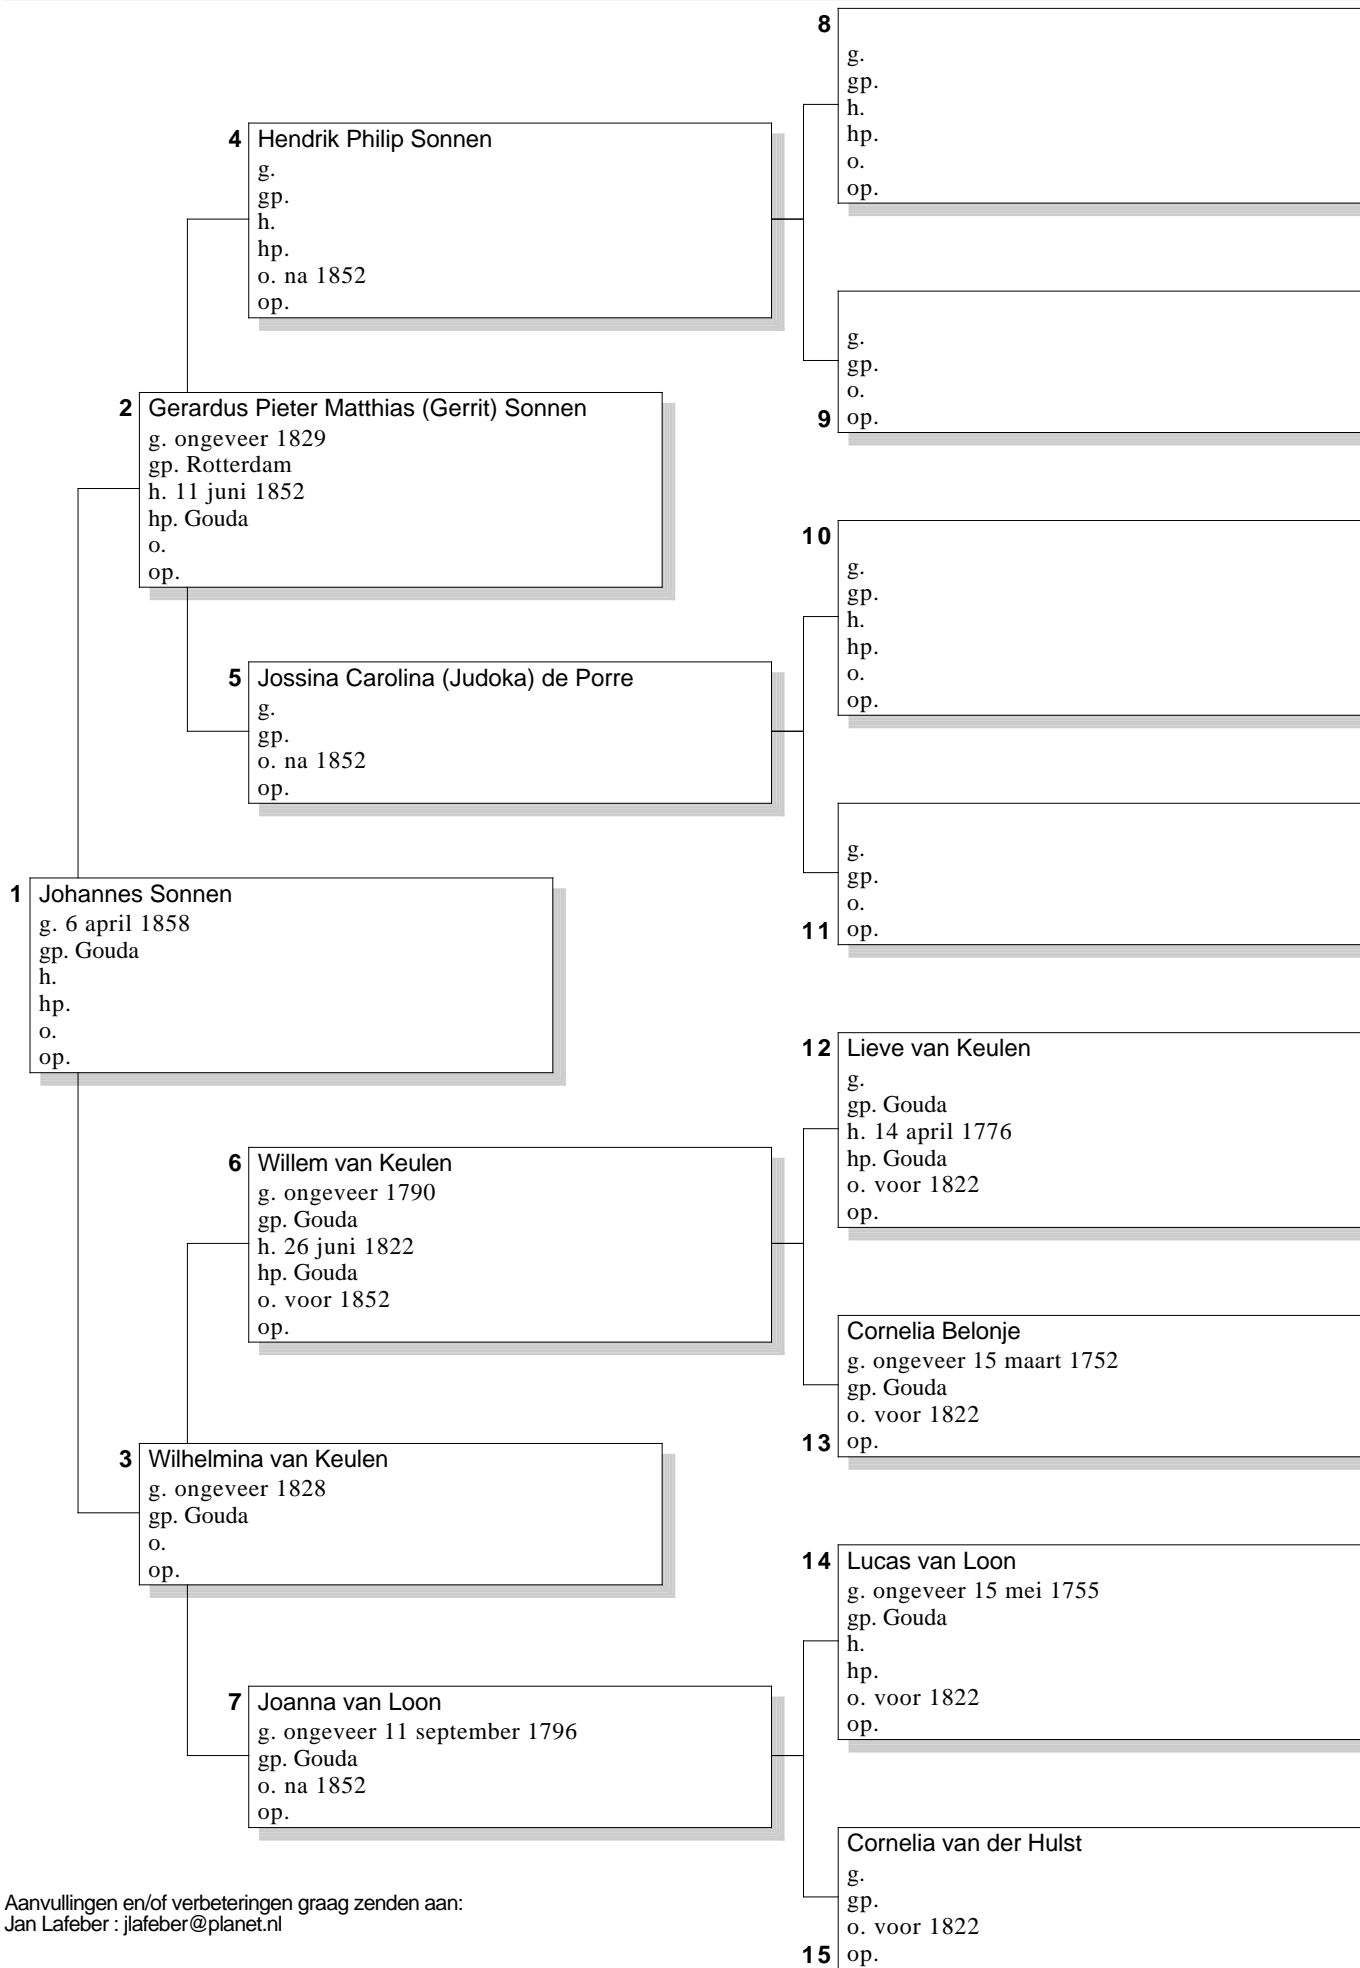 8
g.
gp.
h.
hp.
o.
op.
4 Hendrik Philip Sonnen
g.
gp.
h.
hp.
o. na 1852
op.
g.
gp.
o.
9 op.
2 Gerardus Pieter Matthias (Gerrit) Sonnen
g. ongeveer 1829
gp. Rotterdam
h. 11 juni 1852
hp. Gouda
o.
op.
10
g.
gp.
h.
hp.
o.
op.
5 Jossina Carolina (Judoka) de Porre
g.
gp.
o. na 1852
op.
g.
gp.
o.
11 op.
1 Johannes Sonnen
g. 6 april 1858
gp. Gouda
h.
hp.
o.
op.
12 Lieve van Keulen
g.
gp. Gouda
h. 14 april 1776
hp. Gouda
o. voor 1822
op.
6 Willem van Keulen
g. ongeveer 1790
gp. Gouda
h. 26 juni 1822
hp. Gouda
o. voor 1852
op.
Cornelia Belonje
g. ongeveer 15 maart 1752
gp. Gouda
o. voor 1822
13 op.
3 Wilhelmina van Keulen
g. ongeveer 1828
gp. Gouda
o.
op.
14 Lucas van Loon
g. ongeveer 15 mei 1755
gp. Gouda
h.
hp.
o. voor 1822
op.
7 Joanna van Loon
g. ongeveer 11 september 1796
gp. Gouda
o. na 1852
op.
Cornelia van der Hulst
g.
gp.
o. voor 1822
15 op.
Aanvullingen en/of verbeteringen graag zenden aan:
Jan Lafeber : jlafeber@planet.nl